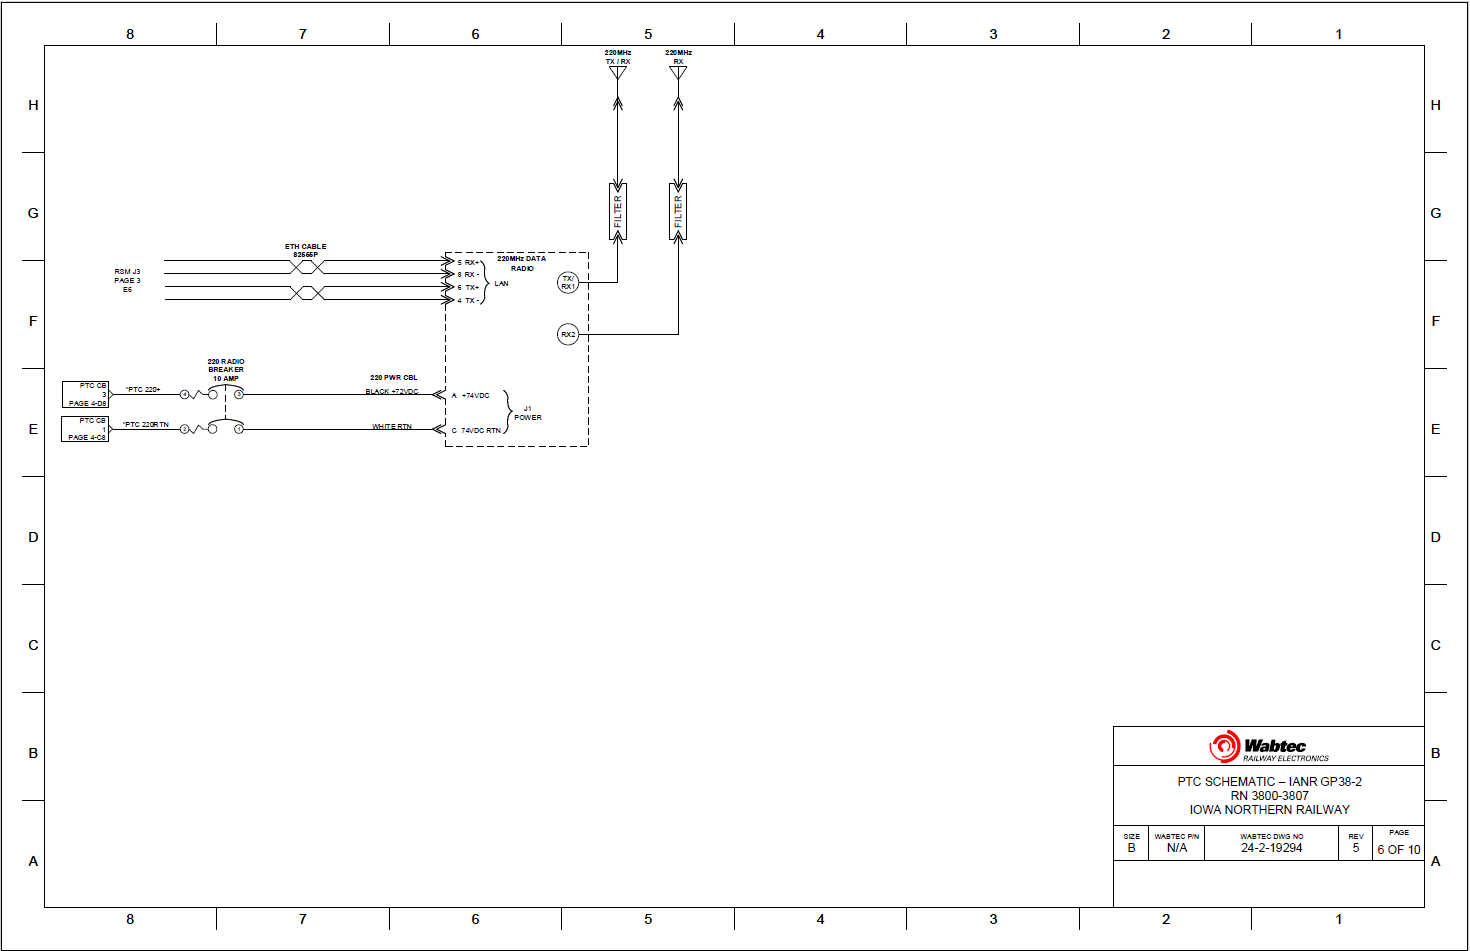 8 7 6 5 4 3 2 1
220MHz
TX / RX
220MHz
RX
H H
G G
FILTER FILTER
ETH CABLE
82555P
RSM J3
PAGE 3
E6
5 RX+
8 RX -
6 TX+
4 TX -
LAN
220MHz DATA
RADIO
TX/
RX1
RX2
F F
220 RADIO
BREAKER
10 AMP
220 PWR CBL
PTC CB
3
PAGE 4-D8
*PTC 220+
4 3
BLACK +72VDC
A +74VDC
J1
POWER
PTC CB
1
PAGE 4-C8
*PTC 220RTN
2 1
WHITE RTN
C 74VDC RTN
E E
D D
C C
B B
Wabtec
RAILWAY ELECTRONICS
PTC SCHEMATIC – IANR GP38-2
RN 3800-3807
IOWA NORTHERN RAILWAY
SIZE WABTEC P/N WABTEC DWG NO REV PAGE
B N/A 24-2-19294 5 6 OF 10
A A
8 7 6 5 4 3 2 1